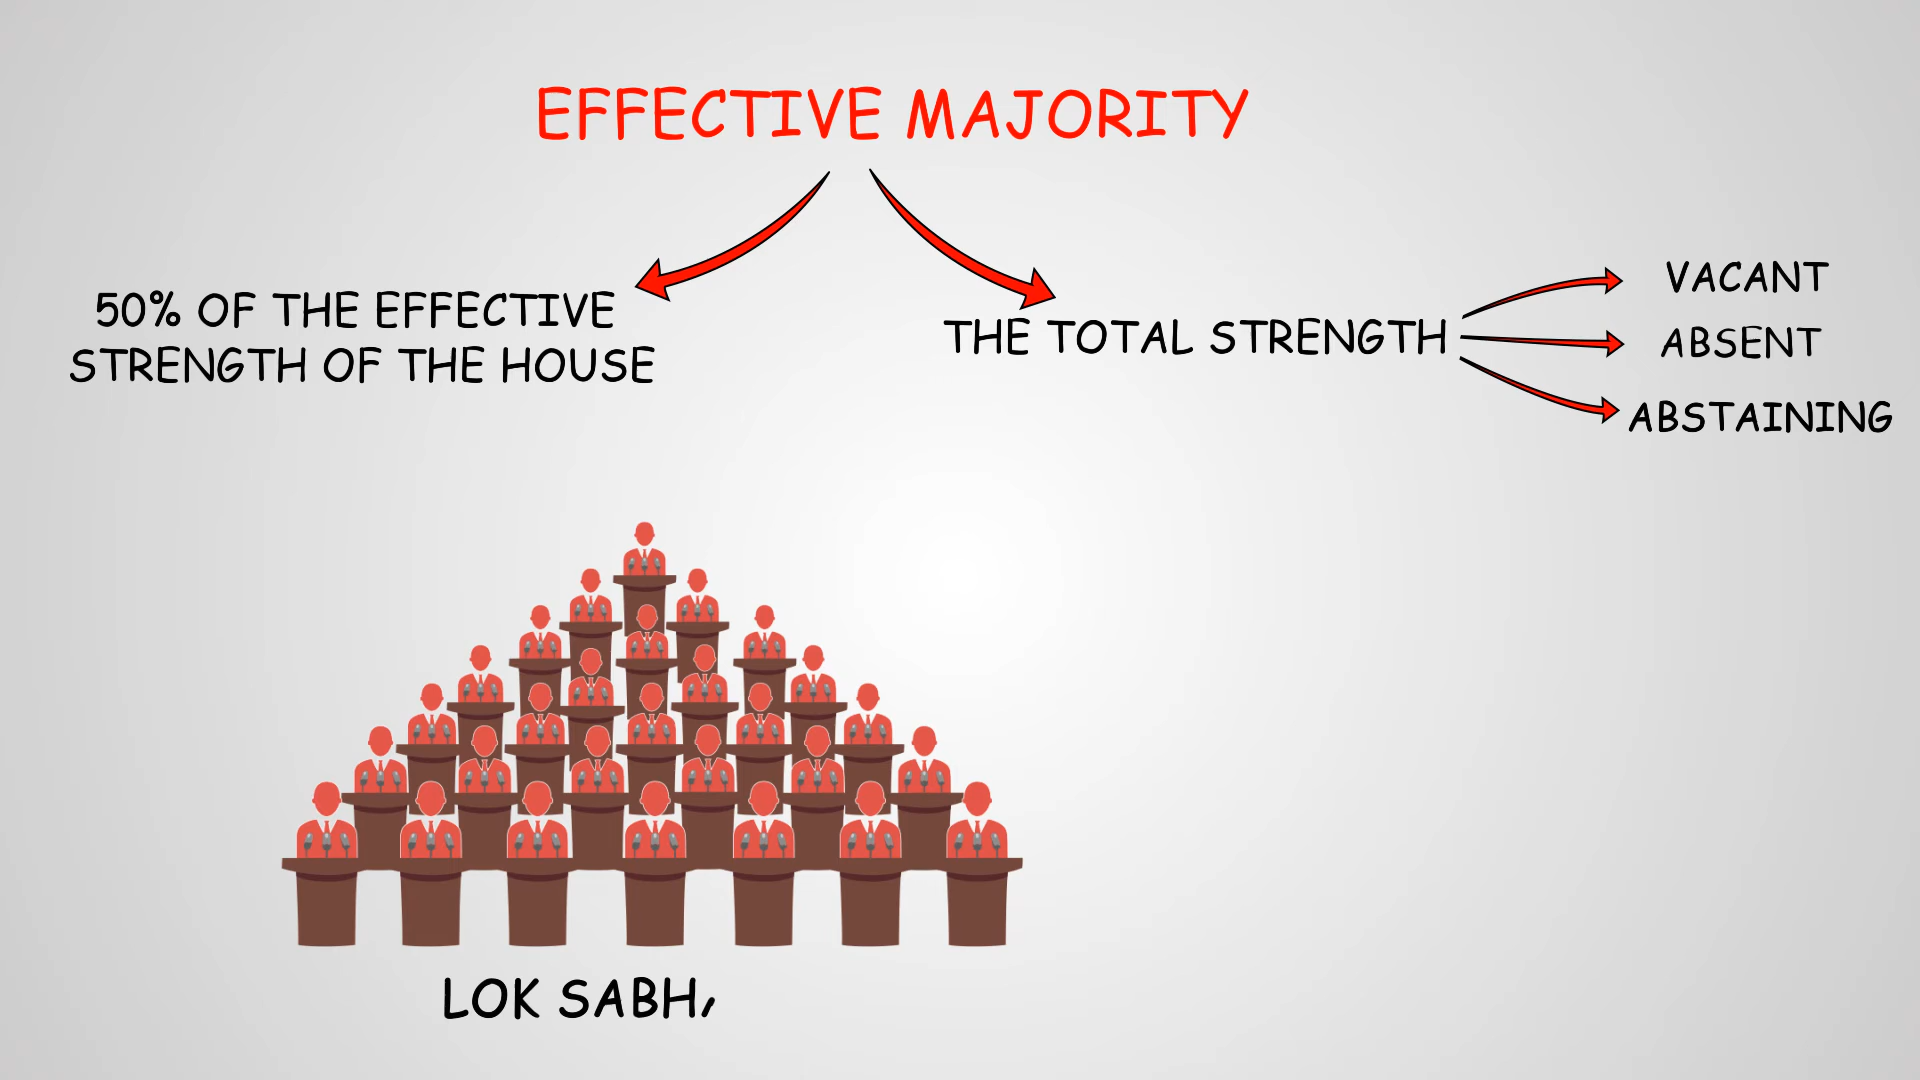 EFFECTIVE MAJORITY
50% OF THE EFFECTIVE
STRENGTH OF THE HOUSE
THE TOTAL STRENGTH
VACANT
ABSENT
ABSTAINING
LOK SABH